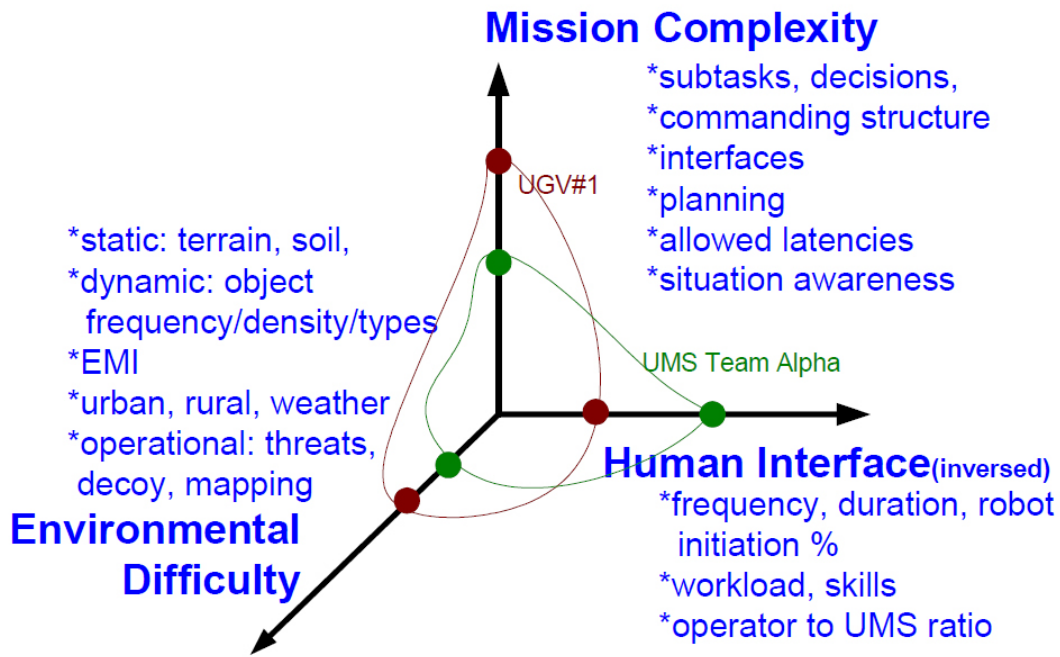 Mission Complexity
*subtasks, decisions,
*commanding structure
*interfaces
*planning
*allowed latencies
*situation awareness
UGV#1
*static: terrain, soil,
*dynamic: object
frequency/density/types
*EMI
*urban, rural, weather
*operational: threats,
decoy, mapping
Environmental
Difficulty
UMS Team Alpha
Human Interface(inversed)
*frequency, duration, robot
initiation %
*workload, skills
*operator to UMS ratio